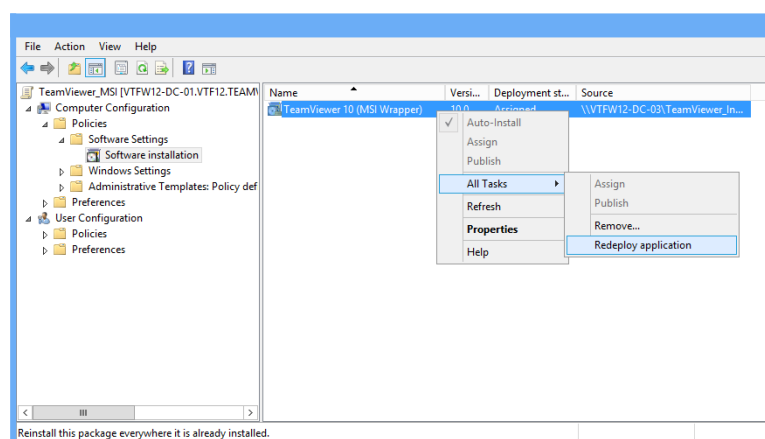 File Action View Help
TeamViewer_MSI [VTFW12-DC-01.VTF12.TEAM
Computer Configuration
Policies
Software Settings
Software installation
Windows Settings
Administrative Templates: Policy def
Preferences
User Configuration
Policies
Preferences
Name Versi... Deployment st... Source
TeamViewer 10 (MSI Wrapper) 10.0 Assigned \\VTFW12-DC-03\TeamViewer_In...
Auto-Install
Assign
Publish
All Tasks
Refresh
Properties
Help
Assign
Publish
Remove...
Redeploy application
Reinstall this package everywhere it is already installed.